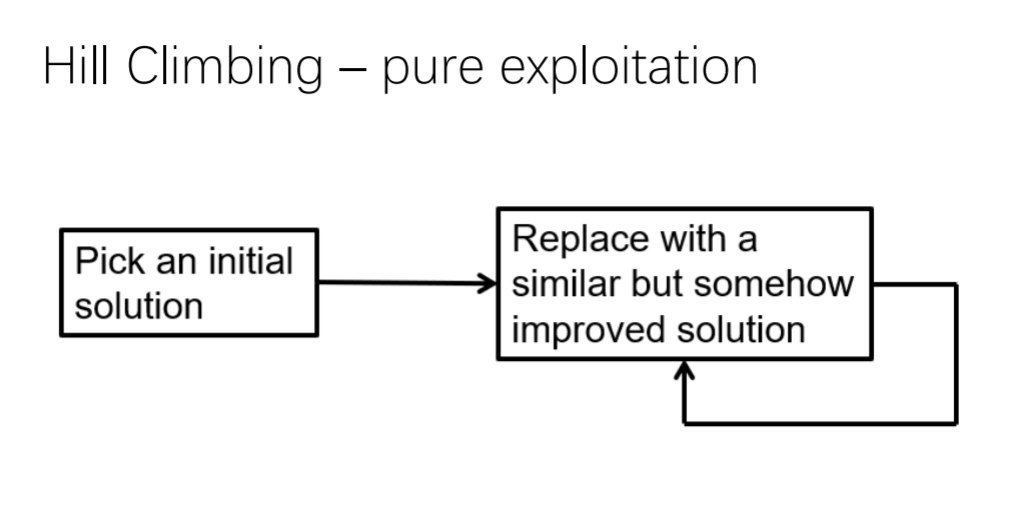 Hill Climbing – pure exploitation
Pick an initial
solution
Replace with a
similar but somehow
improved solution